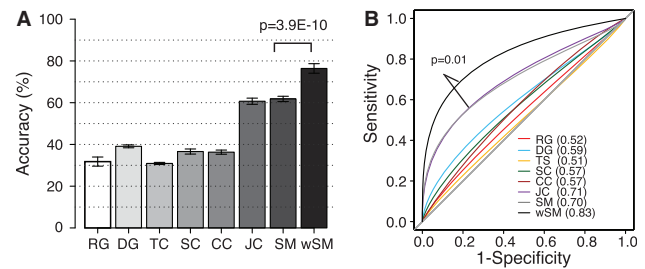 A
p=3.9E-10
100
80
60
40
20
0
Accuracy (%)
RG DG TC SC CC JC SM wSM
B
p=0.01
1.0
0.8
0.6
0.4
0.2
0.0
Sensitivity
RG (0.52)
DG (0.59)
TS (0.51)
SC (0.57)
CC (0.57)
JC (0.71)
SM (0.70)
wSM (0.83)
0.0 0.2 0.4 0.6 0.8 1.0
1-Specificity